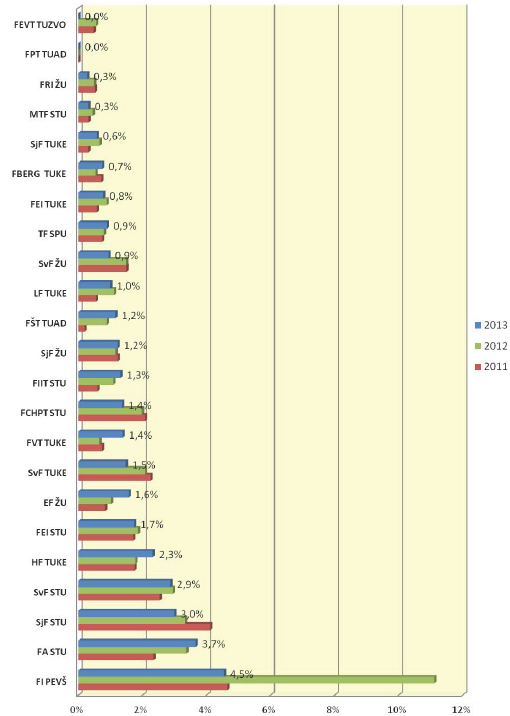 FEVT TUZVO 0,0%
FPT TUAD 0,0%
FRI ŽU 0,3%
MTF STU 0,3%
SjF TUKE 0,6%
FBERG TUKE 0,7%
FEI TUKE 0,8%
TF SPU 0,9%
SvF ŽU 0,9%
LF TUKE 1,0%
FŠT TUAD 1,2%
SjF ŽU 1,2%
FIIT STU 1,3%
FCHPT STU 1,4%
FVT TUKE 1,4%
SvF TUKE 1,5%
EF ŽU 1,6%
FEI STU 1,7%
HF TUKE 2,3%
SvF STU 2,9%
SjF STU 3,0%
FA STU 3,7%
FI PEVŠ 4,5%
0% 2% 4% 6% 8% 10% 12%
2013
2012
2011